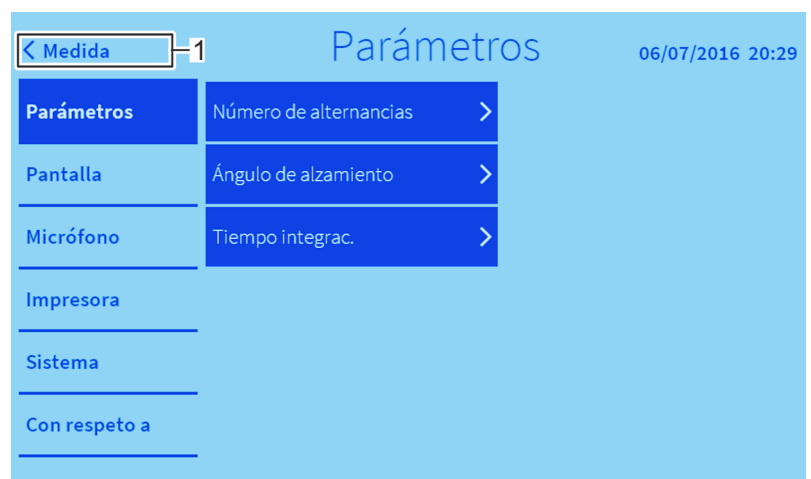 < Medida
1
Parámetros
06/07/2016 20:29
Parámetros
Pantalla
Micrófono
Impresora
Sistema
Con respeto a
Número de alternancias >
Ángulo de alzamiento >
Tiempo integrac. >